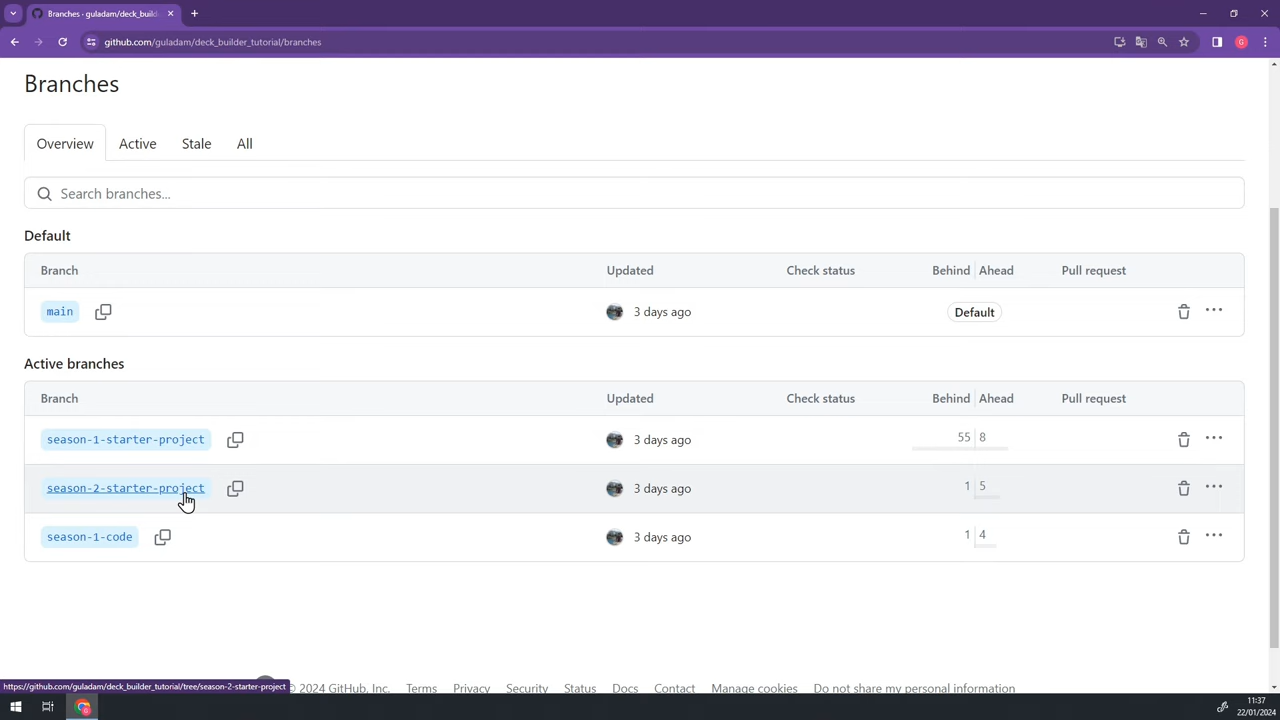 Branches · guladam/deck_build
github.com/guladam/deck_builder_tutorial/branches
Branches
Overview
Active
Stale
All
Search branches...
Default
Branch
Updated
Check status
Behind
Ahead
Pull request
main
3 days ago
Default
Active branches
Branch
Updated
Check status
Behind
Ahead
Pull request
season-1-starter-project
3 days ago
55
8
season-2-starter-project
3 days ago
1
5
season-1-code
3 days ago
1
4
https://github.com/guladam/deck_builder_tutorial/tree/season-2-starter-project
© 2024 GitHub, Inc.
Terms
Privacy
Security
Status
Docs
Contact
Manage cookies
Do not share my personal information
11:37
22/01/2024